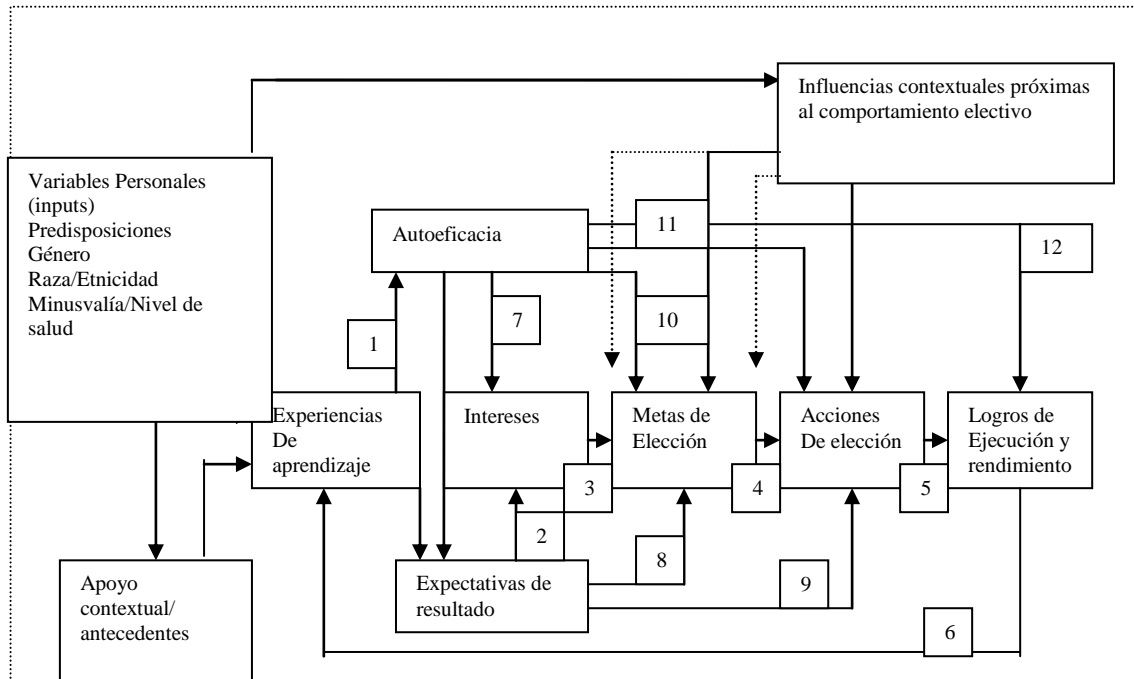 Influencias contextuales próximas
al comportamiento electivo
Variables Personales
(inputs)
Predisposiciones
Género
Raza/Etnicidad
Minusvalía/Nivel de
salud
Autoeficacia
11
12
7
10
1
Experiencias
De
aprendizaje
Intereses
Metas de
Elección
Acciones
De elección
Logros de
Ejecución y
rendimiento
3
4
5
2
8
9
Expectativas de
resultado
Apoyo
contextual/
antecedentes
6